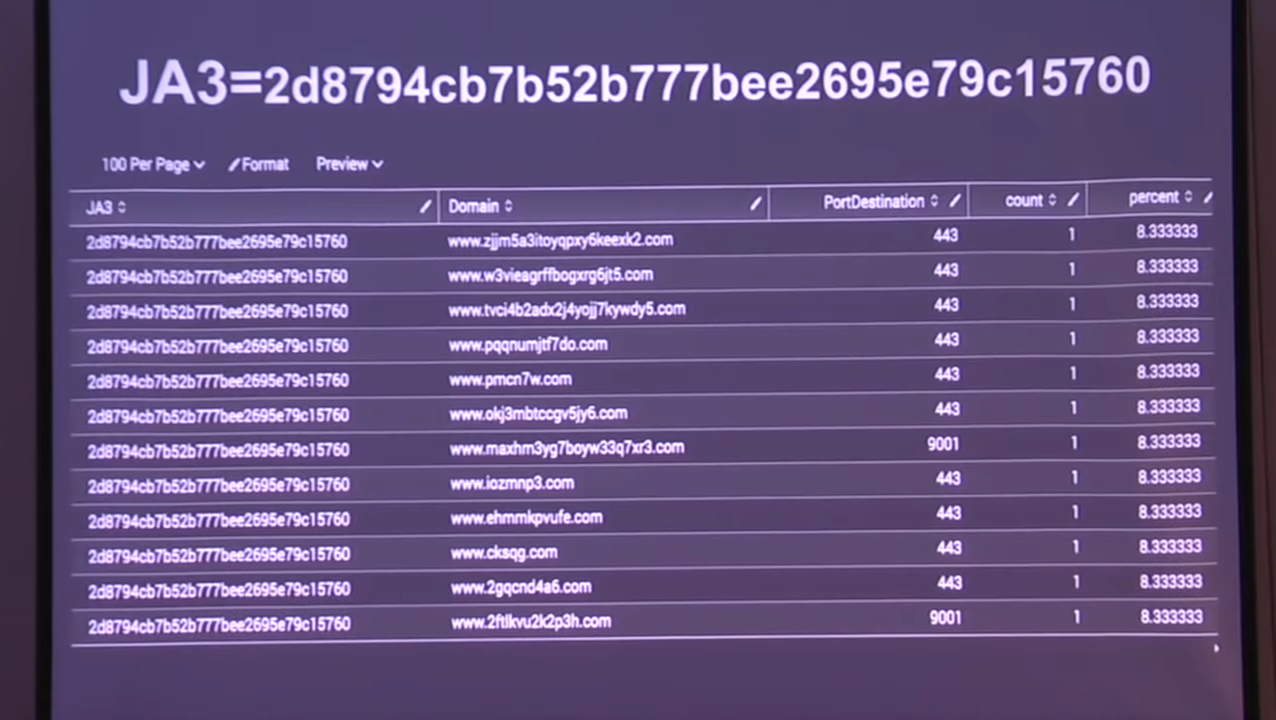 JA3=2d8794cb7b52b777bee2695e79c15760
100 Per Page Format Preview
JA3 Domain PortDestination count percent
2d8794cb7b52b777bee2695e79c15760 www.zjjm5a3itoyqpxy6keexk2.com 443 1 8.333333
2d8794cb7b52b777bee2695e79c15760 www.w3vieagrffbogxrg6jt5.com 443 1 8.333333
2d8794cb7b52b777bee2695e79c15760 www.tvci4b2adx2j4yojj7kywdy5.com 443 1 8.333333
2d8794cb7b52b777bee2695e79c15760 www.pqqnumjtf7do.com 443 1 8.333333
2d8794cb7b52b777bee2695e79c15760 www.pmcn7w.com 443 1 8.333333
2d8794cb7b52b777bee2695e79c15760 www.okj3mbtccgv5jy6.com 443 1 8.333333
2d8794cb7b52b777bee2695e79c15760 www.maxhm3yg7boyw33q7xr3.com 9001 1 8.333333
2d8794cb7b52b777bee2695e79c15760 www.iozmnp3.com 443 1 8.333333
2d8794cb7b52b777bee2695e79c15760 www.ehmmkpvufe.com 443 1 8.333333
2d8794cb7b52b777bee2695e79c15760 www.cksqg.com 443 1 8.333333
2d8794cb7b52b777bee2695e79c15760 www.2gqcnd4a6.com 443 1 8.333333
2d8794cb7b52b777bee2695e79c15760 www.2ftlkvu2k2p3h.com 9001 1 8.333333